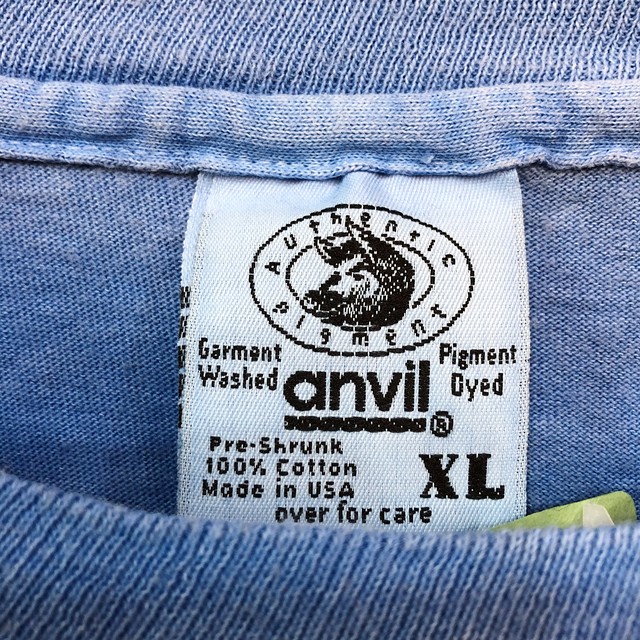 Authentic
Pigment
Garment
Washed
Pigment
Dyed
anvil®
Pre-Shrunk
100% Cotton
Made in USA
XL
over for care